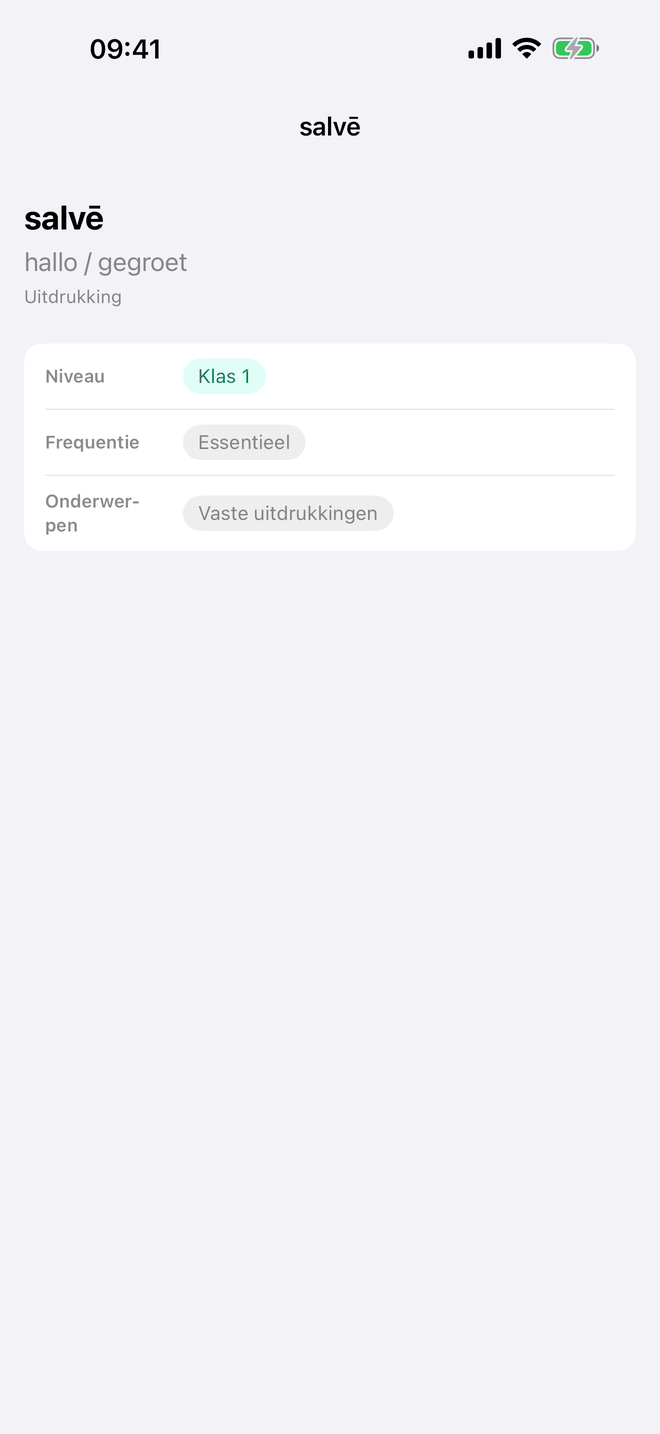 09:41
salvē
salvē
hallo / gegroet
Uitdrukking
Niveau Klas 1
Frequentie Essentieel
Onderwer-
pen Vaste uitdrukkingen